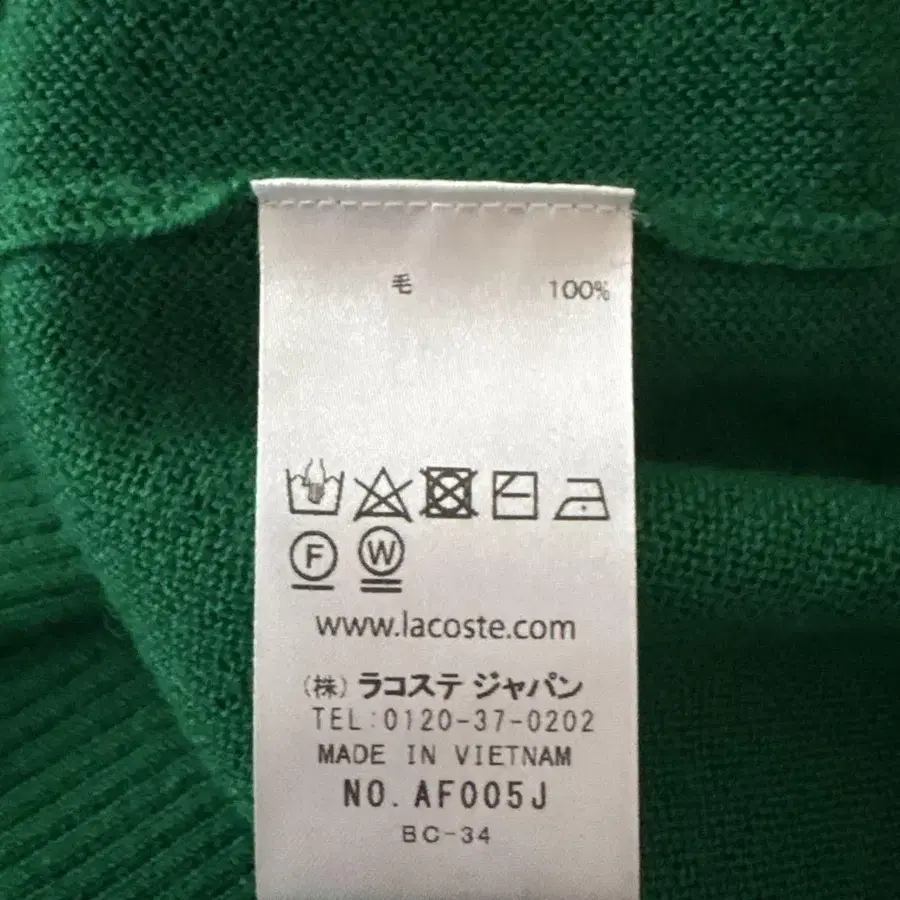 毛 100%
F W
www.lacoste.com
(株) ラコステ ジャパン
TEL:0120-37-0202
MADE IN VIETNAM
NO. AF005J
BC-34